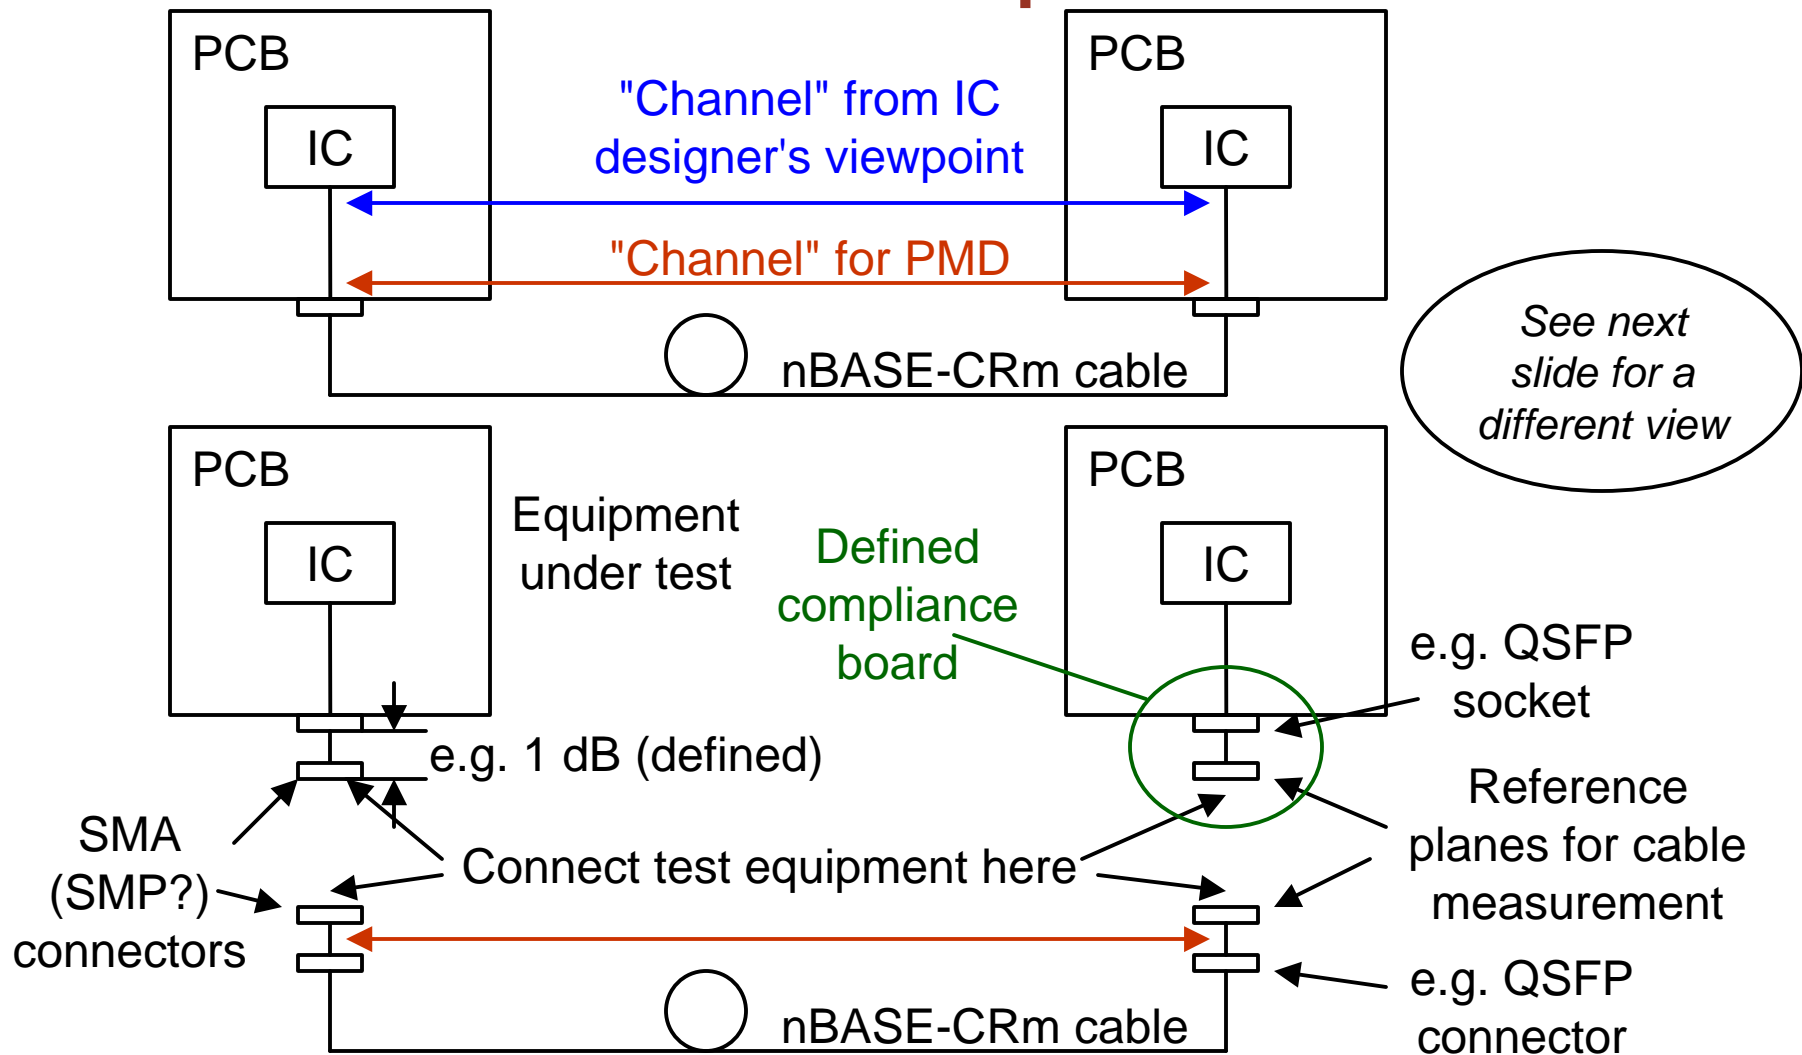 PCB
PCB
"Channel" from IC
designer's viewpoint
IC
IC
"Channel" for PMD
nBASE-CRm cable
See next
slide for a
different view
PCB
PCB
Equipment
under test
Defined
compliance
board
IC
IC
e.g. QSFP
socket
e.g. 1 dB (defined)
Reference
planes for cable
measurement
SMA
(SMP?)
connectors
Connect test equipment here
nBASE-CRm cable
e.g. QSFP
connector